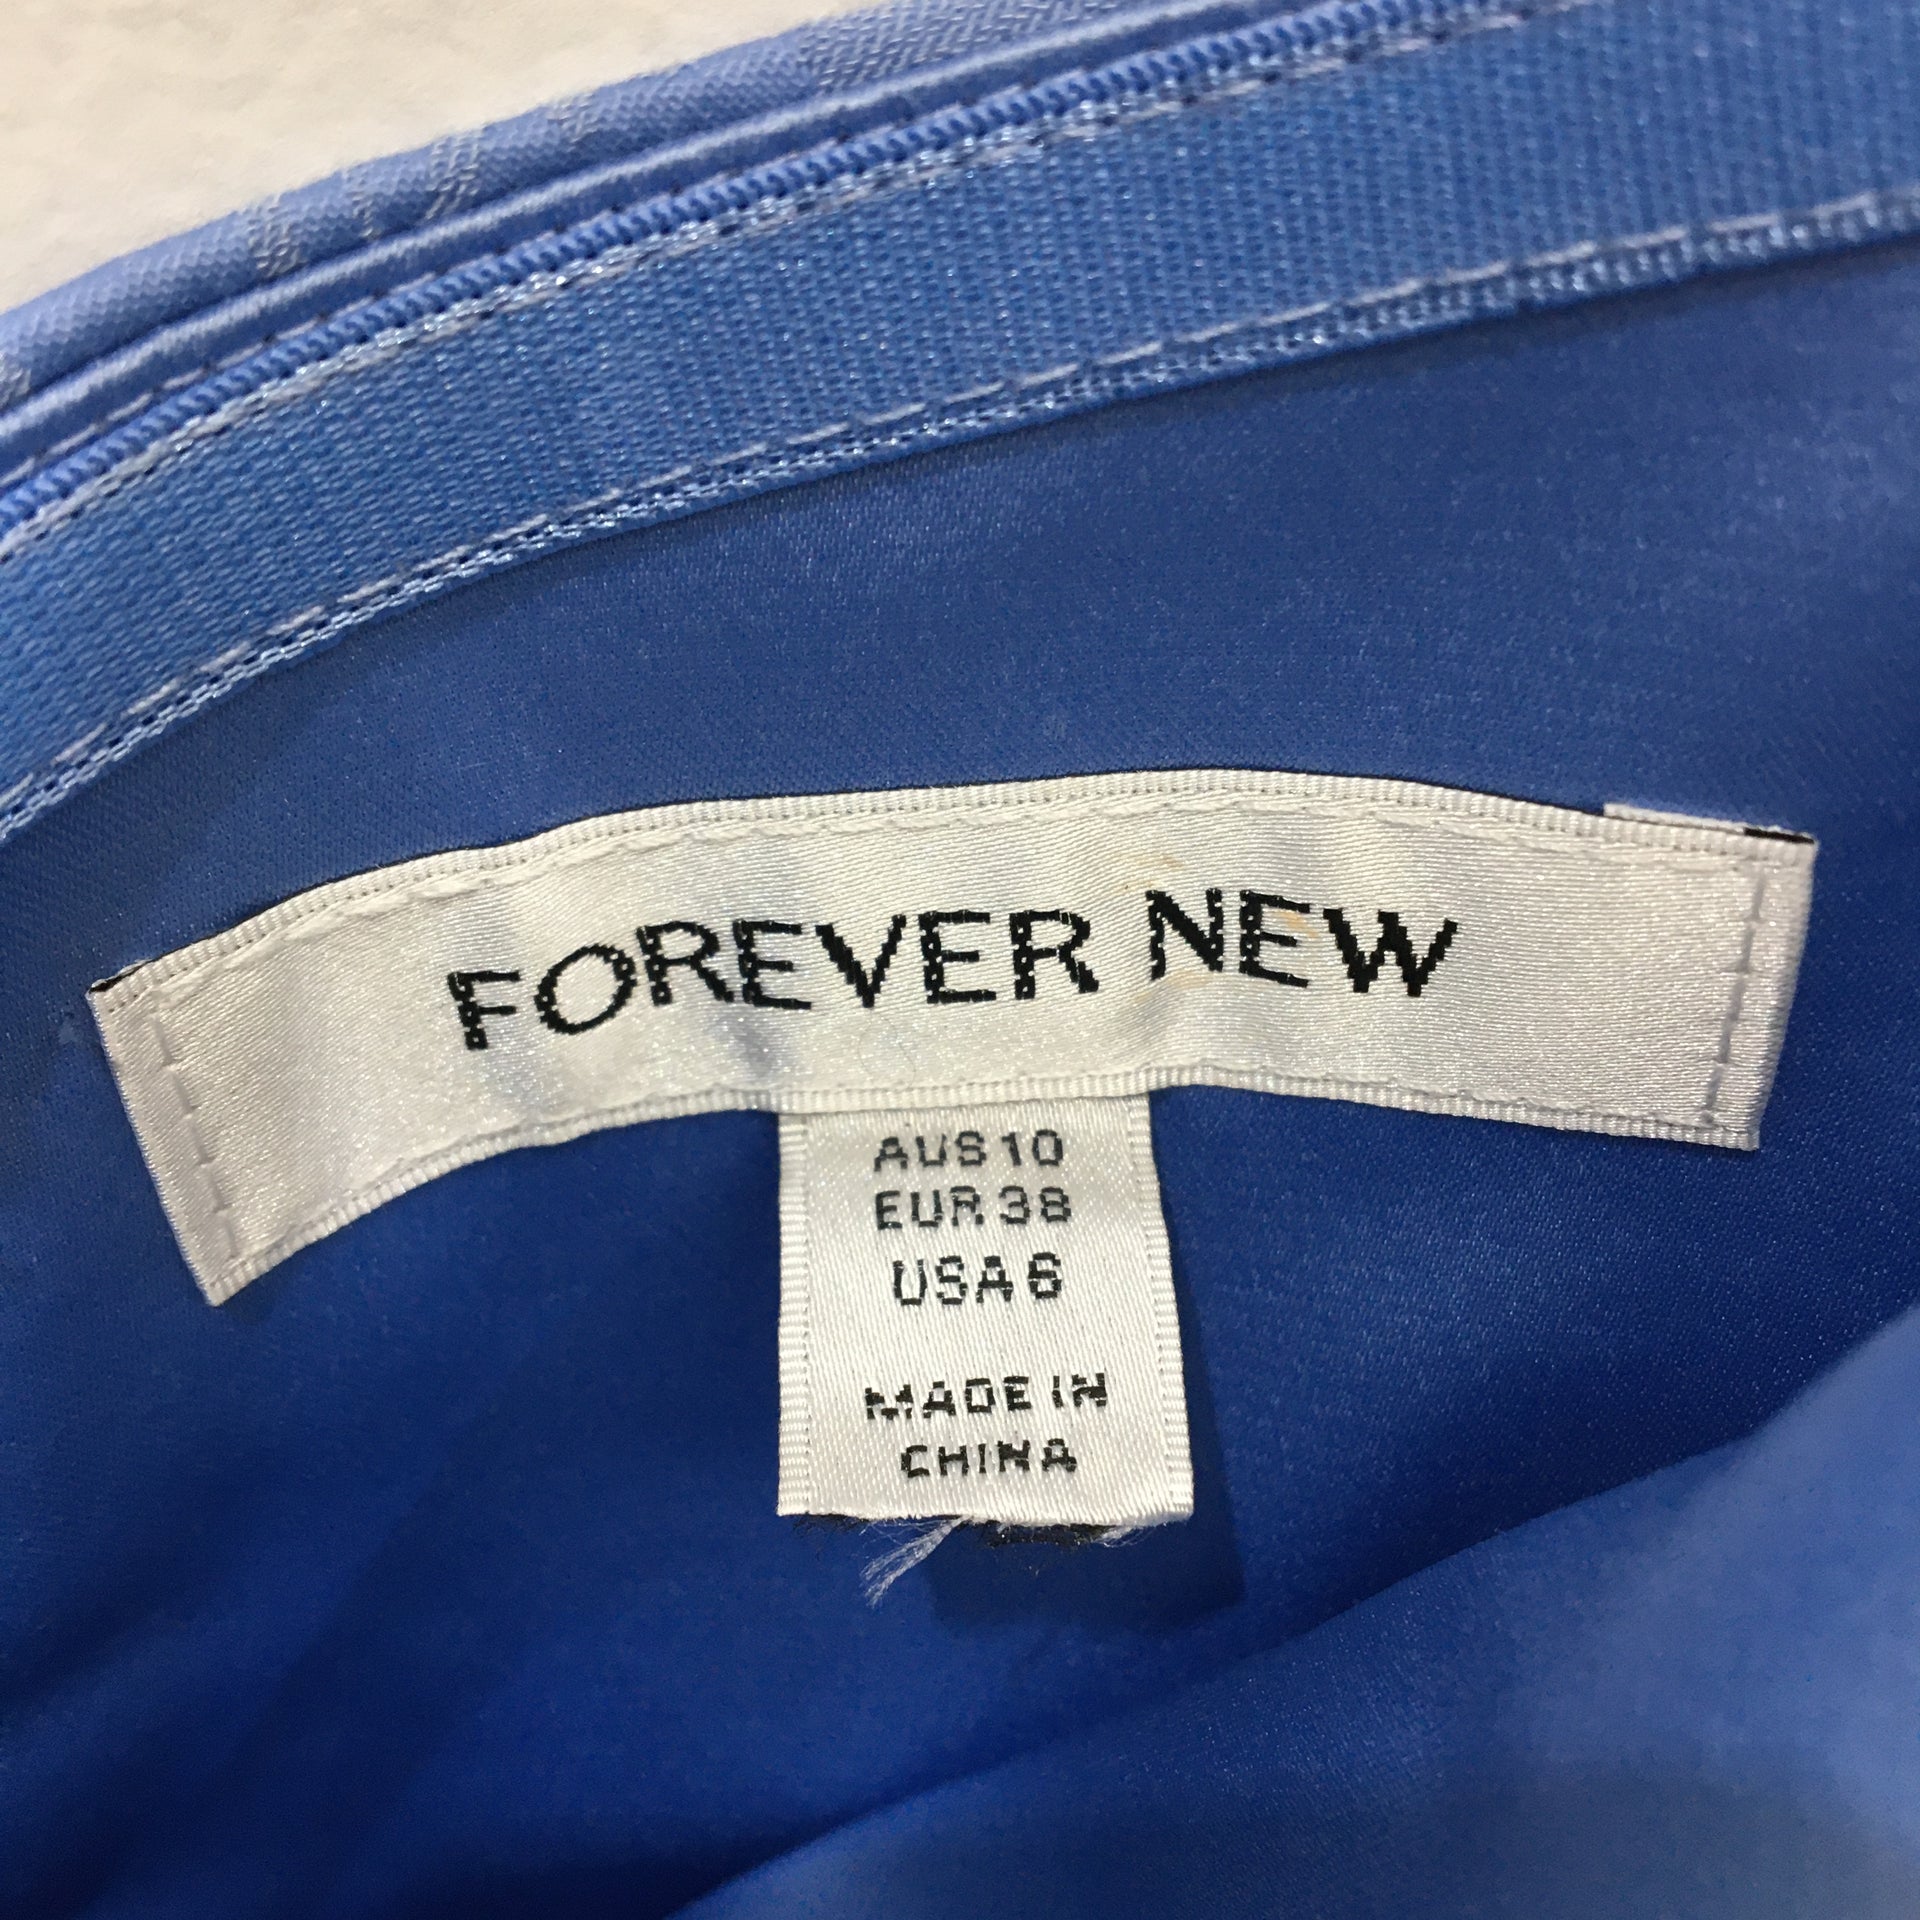 FOREVER NEW
AUS 10
EUR 38
USA 6
MADE IN
CHINA